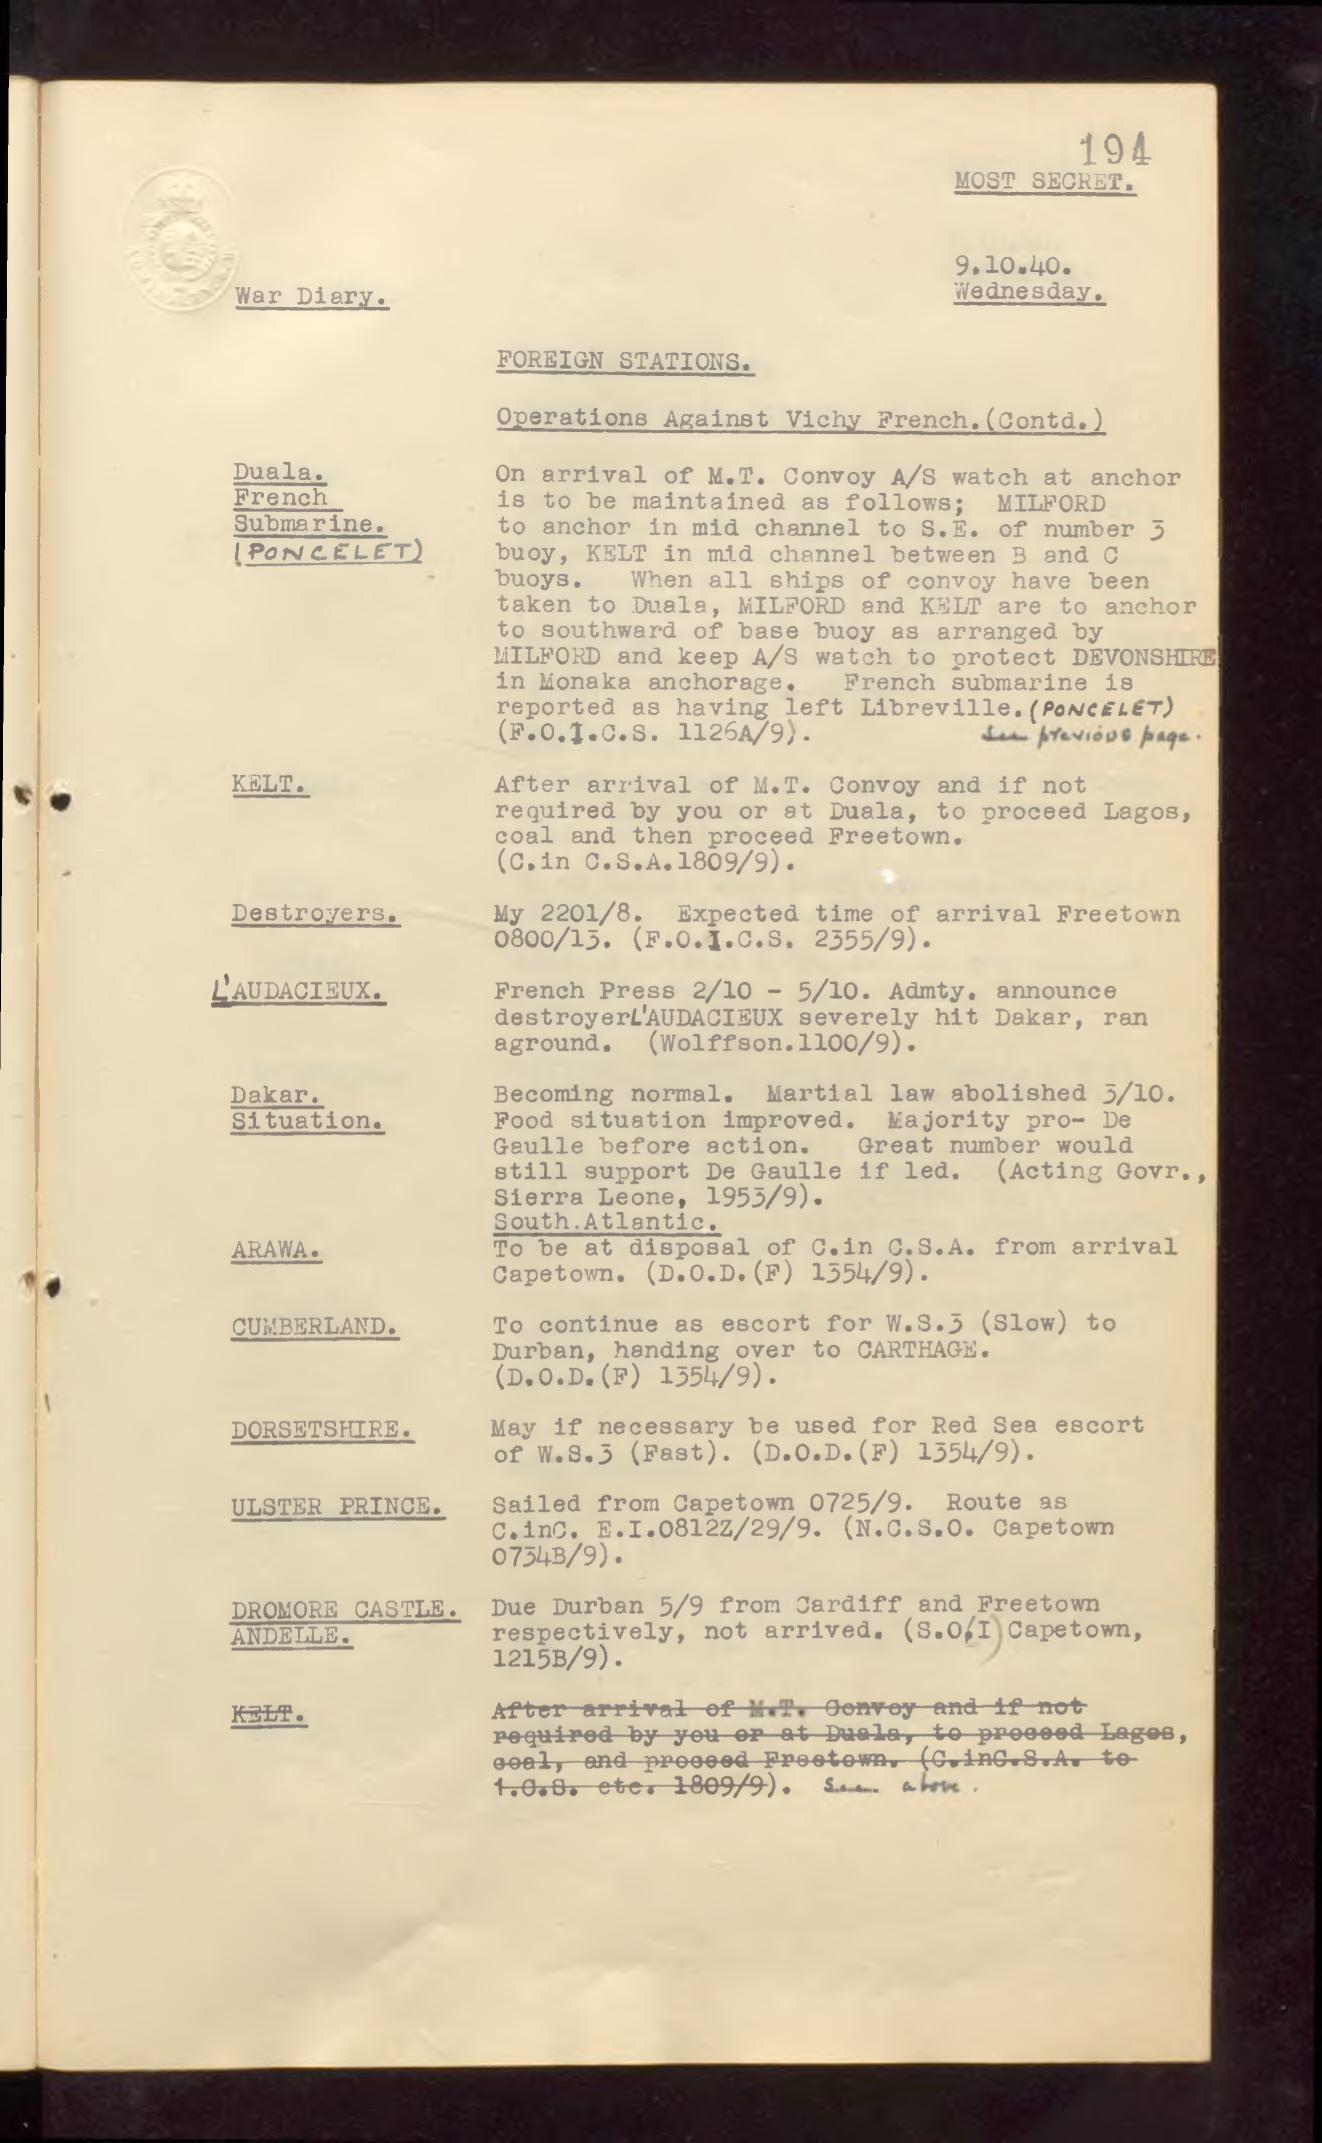 194
MOST SECRET.
9.10.40.
War Diary.
Wednesday.
FOREIGN STATIONS.
Operations Against Vichy French.(Contd.)
Duala.
French
Submarine.
(PONCELET)
On arrival of M.T. Convoy A/S watch at anchor
is to be maintained as follows; MILFORD
to anchor in mid channel to S.E. of number 3
buoy, KELT in mid channel between B and C
buoys. When all ships of convoy have been
taken to Duala, MILFORD and KELT are to anchor
to southward of base buoy as arranged by
MILFORD and keep A/S watch to protect DEVONSHIRE
in Monaka anchorage. French submarine is
reported as having left Libreville.(PONCELET)
(F.O.I.C.S. 1126A/9). See previous page.
KELT.
After arrival of M.T. Convoy and if not
required by you or at Duala, to proceed Lagos,
coal and then proceed Freetown.
(C.in C.S.A.1809/9).
Destroyers.
My 2201/8. Expected time of arrival Freetown
0800/13. (F.O.I.C.S. 2355/9).
L'AUDACIEUX.
French Press 2/10 - 5/10. Admty. announce
destroyerL'AUDACIEUX severely hit Dakar, ran
aground. (Wolffson.1100/9).
Dakar.
Situation.
Becoming normal. Martial law abolished 3/10.
Food situation improved. Majority pro- De
Gaulle before action. Great number would
still support De Gaulle if led. (Acting Govr.,
Sierra Leone, 1953/9).
South.Atlantic.
ARAWA.
To be at disposal of C.in C.S.A. from arrival
Capetown. (D.O.D.(F) 1354/9).
CUMBERLAND.
To continue as escort for W.S.3 (Slow) to
Durban, handing over to CARTHAGE.
(D.O.D.(F) 1354/9).
DORSETSHIRE.
May if necessary be used for Red Sea escort
of W.S.3 (Fast). (D.O.D.(F) 1354/9).
ULSTER PRINCE.
Sailed from Capetown 0725/9. Route as
C.inC. E.I.0812Z/29/9. (N.C.S.O. Capetown
0734B/9).
DROMORE CASTLE.
ANDELLE.
Due Durban 5/9 from Cardiff and Freetown
respectively, not arrived. (S.O.I) Capetown,
1215B/9).
KELT.
After arrival of M.T. Convoy and if not
required by you or at Duala, to proceed Lagos,
coal, and proceed Freetown. (C.inC.S.A. to
1.C.S. etc. 1809/9). See above.